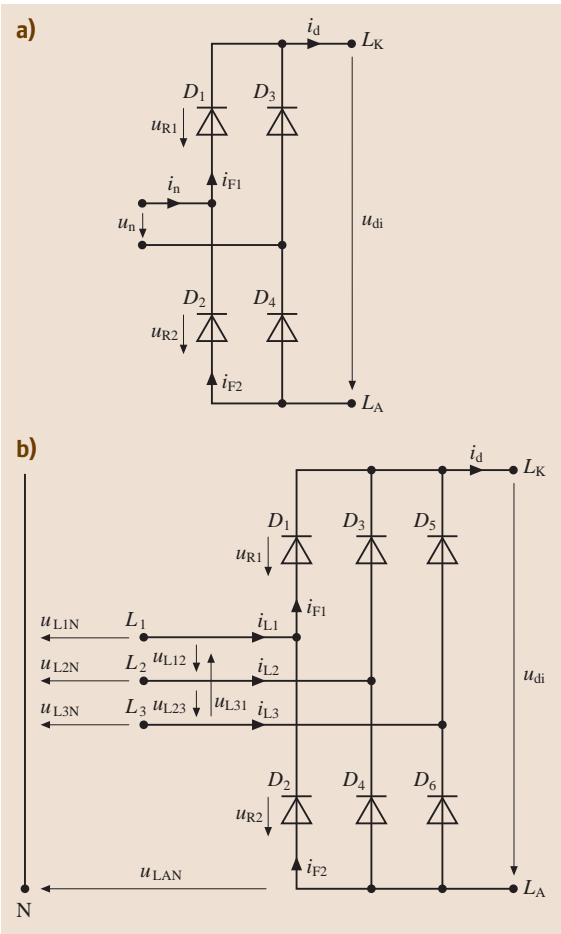 a)
i_d
L_K
D_1 D_3
u_R1
i_F1
i_n
u_n
u_di
D_2 D_4
u_R2
i_F2
L_A
b)
i_d
L_K
D_1 D_3 D_5
u_R1
i_F1
u_L1N L_1 i_L1
u_L12
u_L2N L_2 i_L2
u_di
u_L3N L_3 u_L23 u_L31 i_L3
D_2 D_4 D_6
u_R2
i_F2
u_LAN
L_A
N